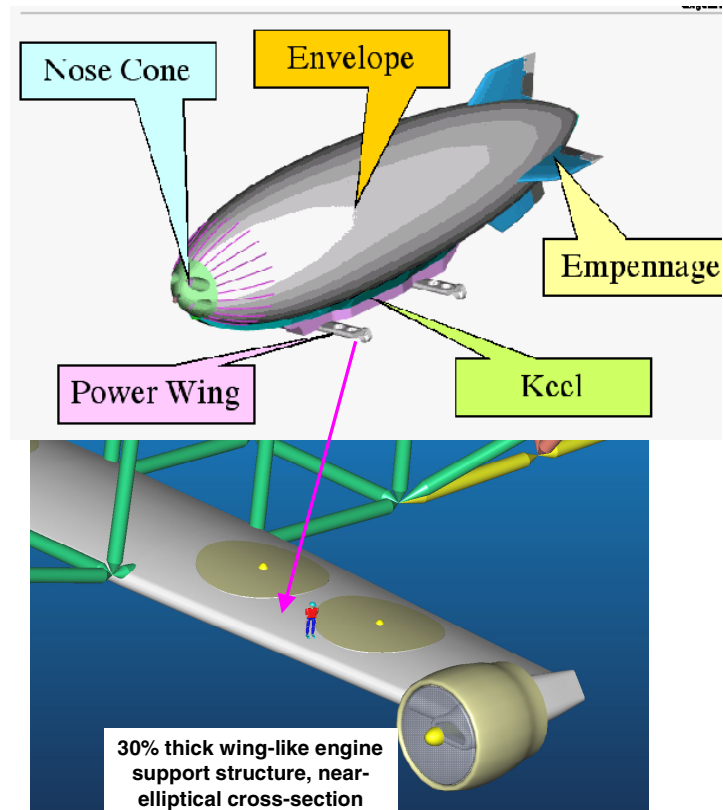 Nose Cone
Envelope
Empennage
Power Wing
Keel
30% thick wing-like engine
support structure, near-
elliptical cross-section